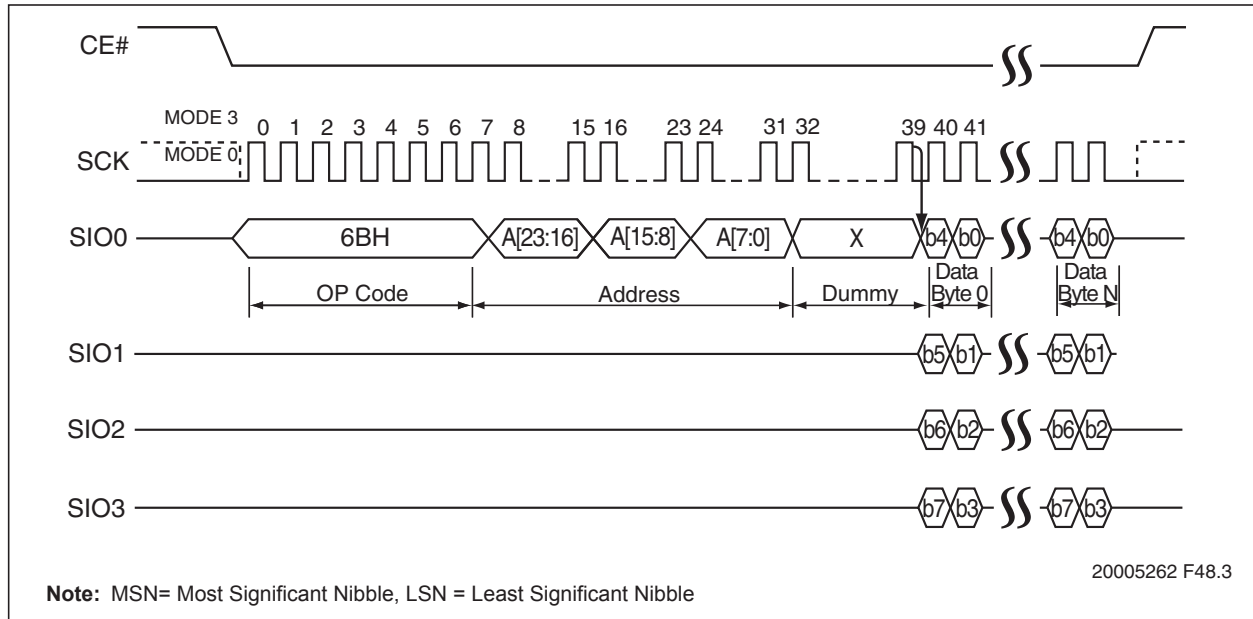 CE#
MODE 3
0 1 2 3 4 5 6 7 8 15 16 23 24 31 32 39 40 41
SCK
MODE 0
SIO0
6BH A[23:16] A[15:8] A[7:0] X b4 b0 b4 b0
OP Code Address Dummy Data Byte 0 Data Byte N
SIO1 b5 b1 b5 b1
SIO2 b6 b2 b6 b2
SIO3 b7 b3 b7 b3
20005262 F48.3
Note: MSN= Most Significant Nibble, LSN = Least Significant Nibble